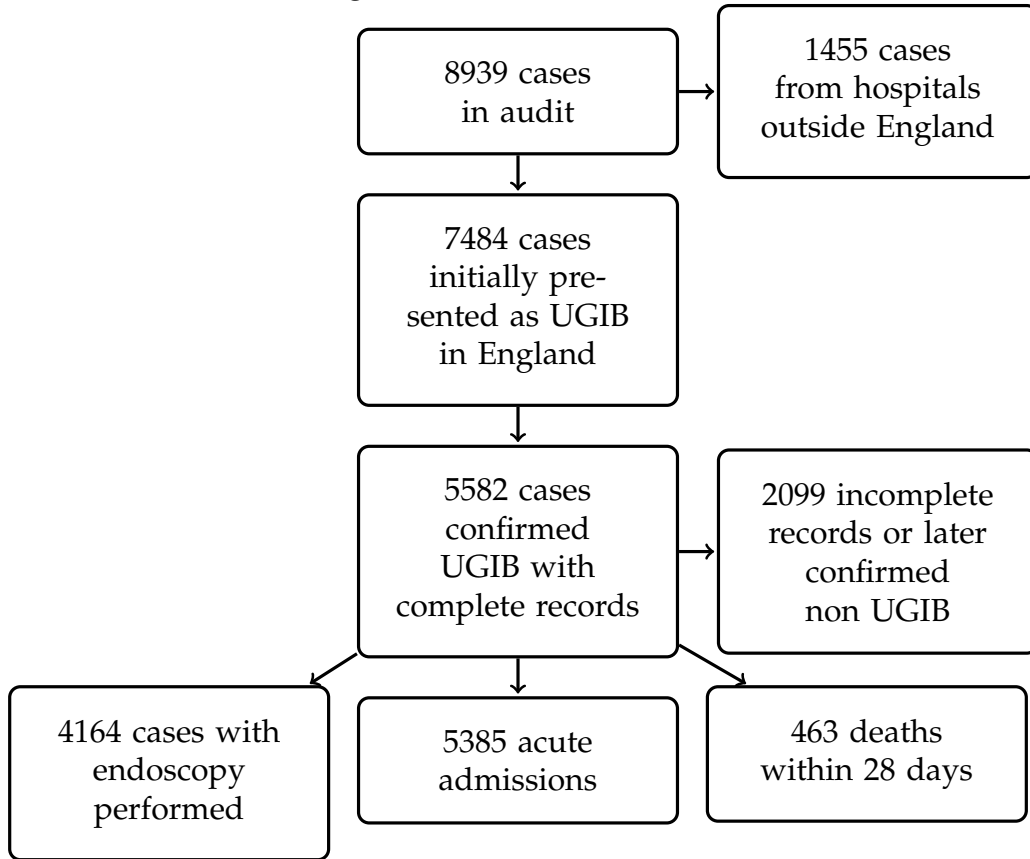 8939 cases
in audit
1455 cases
from hospitals
outside England
7484 cases
initially pre-
sented as UGIB
in England
5582 cases
confirmed
UGIB with
complete records
2099 incomplete
records or later
confirmed
non UGIB
4164 cases with
endoscopy
performed
5385 acute
admissions
463 deaths
within 28 days